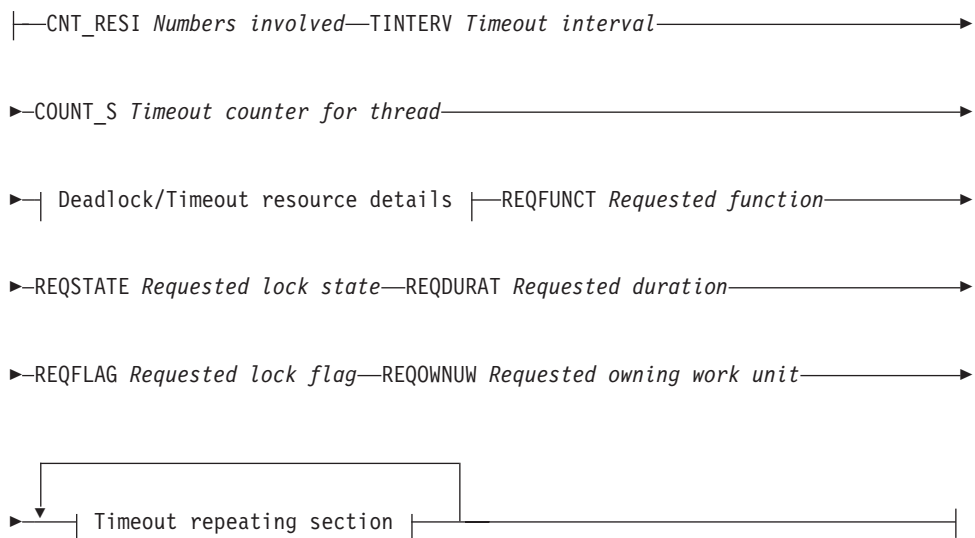 CNT_RESI Numbers involved TINTERV Timeout interval
COUNT_S Timeout counter for thread
Deadlock/Timeout resource details REQFUNCT Requested function
REQSTATE Requested lock state REQDURAT Requested duration
REQFLAG Requested lock flag REQOWNUW Requested owning work unit
Timeout repeating section